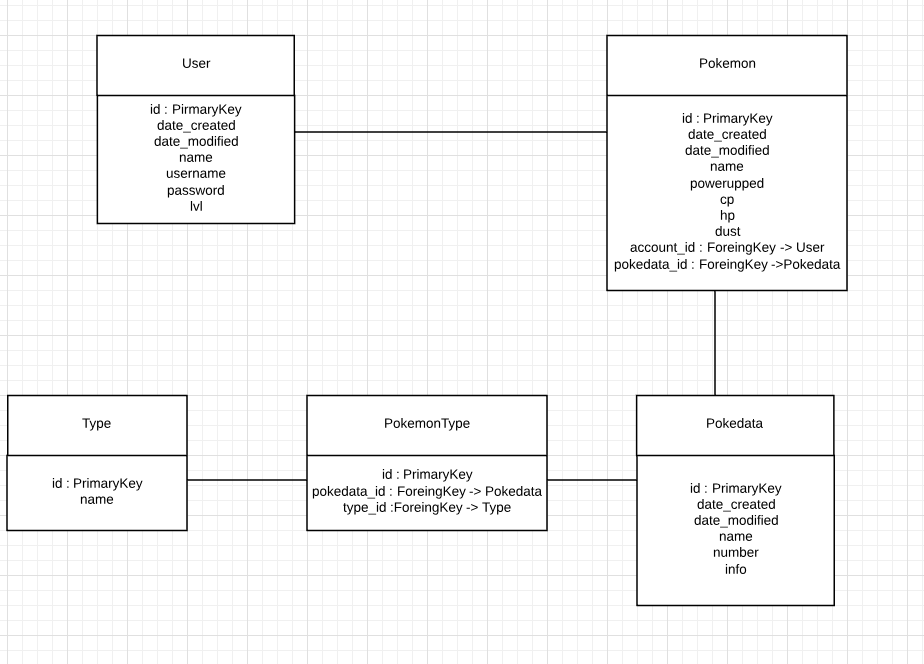 User
id : PirmaryKey
date_created
date_modified
name
username
password
lvl
Pokemon
id : PrimaryKey
date_created
date_modified
name
powerupped
cp
hp
dust
account_id : ForeingKey -> User
pokedata_id : ForeingKey ->Pokedata
Type
id : PrimaryKey
name
PokemonType
id : PrimaryKey
pokedata_id : ForeingKey -> Pokedata
type_id :ForeingKey -> Type
Pokedata
id : PrimaryKey
date_created
date_modified
name
number
info